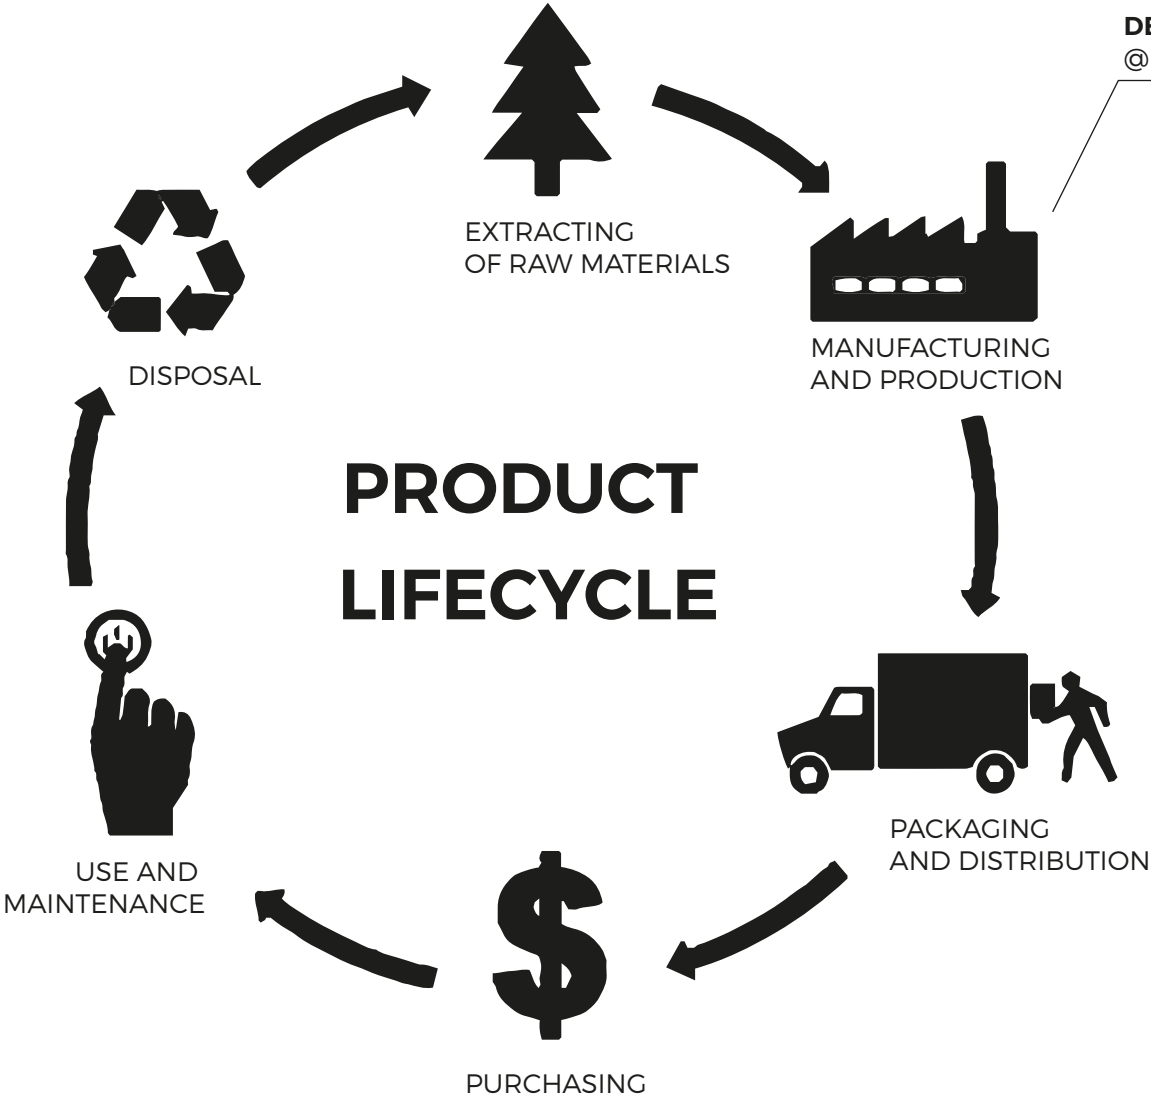 EXTRACTING
OF RAW MATERIALS
MANUFACTURING
AND PRODUCTION
DISPOSAL
PRODUCT
LIFECYCLE
PACKAGING
AND DISTRIBUTION
USE AND
MAINTENANCE
PURCHASING